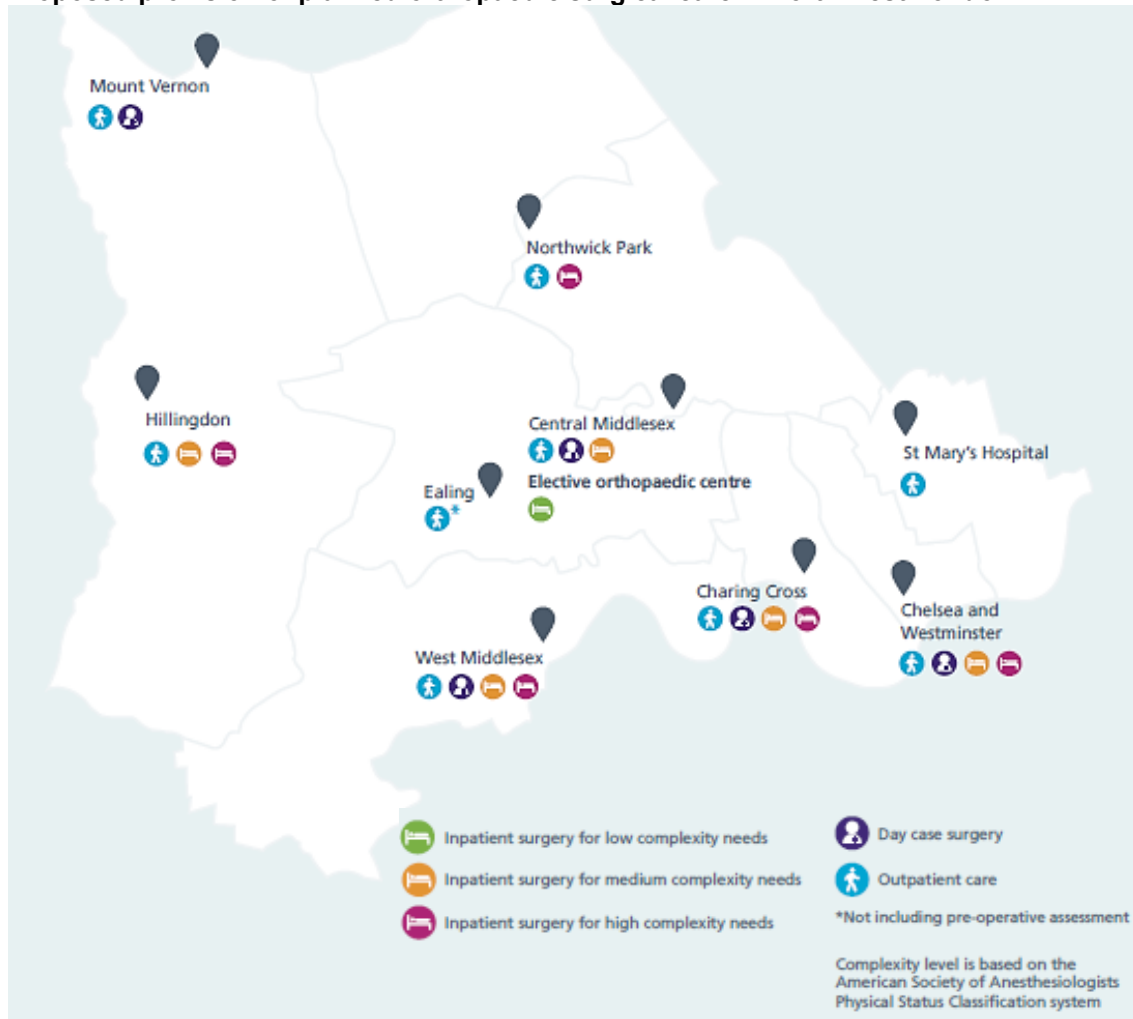 Mount Vernon
Northwick Park
Hillingdon
Central Middlesex
Elective orthopaedic centre
Ealing
*
St Mary's Hospital
Charing Cross
Chelsea and
Westminster
West Middlesex
Inpatient surgery for low complexity needs
Inpatient surgery for medium complexity needs
Inpatient surgery for high complexity needs
Day case surgery
Outpatient care
*Not including pre-operative assessment
Complexity level is based on the
American Society of Anesthesiologists
Physical Status Classification system